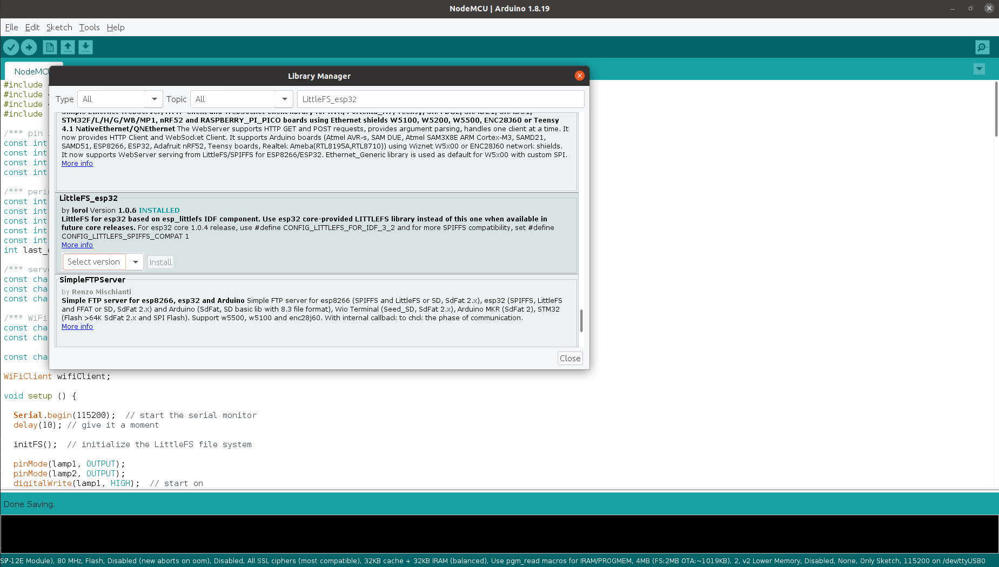 NodeMCU | Arduino 1.8.19
File Edit Sketch Tools Help
NodeMCU
Library Manager
Type All Topic All LittleFS_esp32
STM32F/L/H/G/WB/MP1, nRF52 and RASPBERRY_PI_PICO boards using Ethernet shields W5100, W5200, W5500, ENC28J60 or Teensy
4.1 NativeEthernet/QNEthernet The WebServer supports HTTP GET and POST requests, provides argument parsing, handles one client at a time. It
now provides HTTP Client and WebSocket Client. It supports Arduino boards (Atmel AVR-s, SAM DUE, Atmel SAM3X8E ARM Cortex-M3, SAMD21,
SAMD51, ESP8266, ESP32, Adafruit nRF52, Teensy boards, Realtek Ameba(RTL8195A,RTL8710)) using Wiznet W5x00 or ENC28J60 network shields.
It now supports WebServer serving from LittleFS/SPIFFS for ESP8266/ESP32. Ethernet_Generic library is used as default for W5x00 with custom SPI.
More info
LittleFS_esp32
by lorol Version 1.0.6 INSTALLED
LittleFS for esp32 based on esp_littlefs IDF component. Use esp32 core-provided LITTLEFS library instead of this one when available in
future core releases. For esp32 core 1.0.4 release, use #define CONFIG_LITTLEFS_FOR_IDF_3_2 and for more SPIFFS compatibility, set #define
CONFIG_LITTLEFS_SPIFFS_COMPAT 1
More info
Select version Install
SimpleFTPServer
by Renzo Mischianti
Simple FTP server for esp8266, esp32 and Arduino Simple FTP server for esp8266 (SPIFFS and LittleFS or SD, SdFat 2.x), esp32 (SPIFFS, LittleFS
and FFAT or SD, SdFat 2.x) and Arduino (SdFat, SD basic lib with 8.3 file format), Wio Terminal (Seed_SD, SdFat 2.x), Arduino MKR (SdFat 2), STM32
(Flash >64K SdFat 2.x and SPI Flash). Support w5500, w5100 and enc28j60. With internal callback to chck the phase of communication.
More info
Close
#include
#include
#include
#include
/*** pin
const int
const int
const int
const int
/*** peri
const int
const int
const int
const int
const int
int last_
/*** serv
const cha
const cha
const cha
/*** WiFi
const cha
const cha
const cha
WiFiClient wifiClient;
void setup () {
Serial.begin(115200); // start the serial monitor
delay(10); // give it a moment
initFS(); // initialize the LittleFS file system
pinMode(lamp1, OUTPUT);
pinMode(lamp2, OUTPUT);
digitalWrite(lamp1, HIGH); // start on
Done Saving.
-12E Module), 80 MHz, Flash, Disabled (new aborts on oom), Disabled, All SSL ciphers (most compatible), 32KB cache + 32KB IRAM (balanced), Use pgm_read macros for IRAM/PROGMEM, 4MB (FS:2MB OTA:~1019KB), 2, v2 Lower Memory, Disabled, None, Only Sketch, 115200 on /dev/ttyUSB0